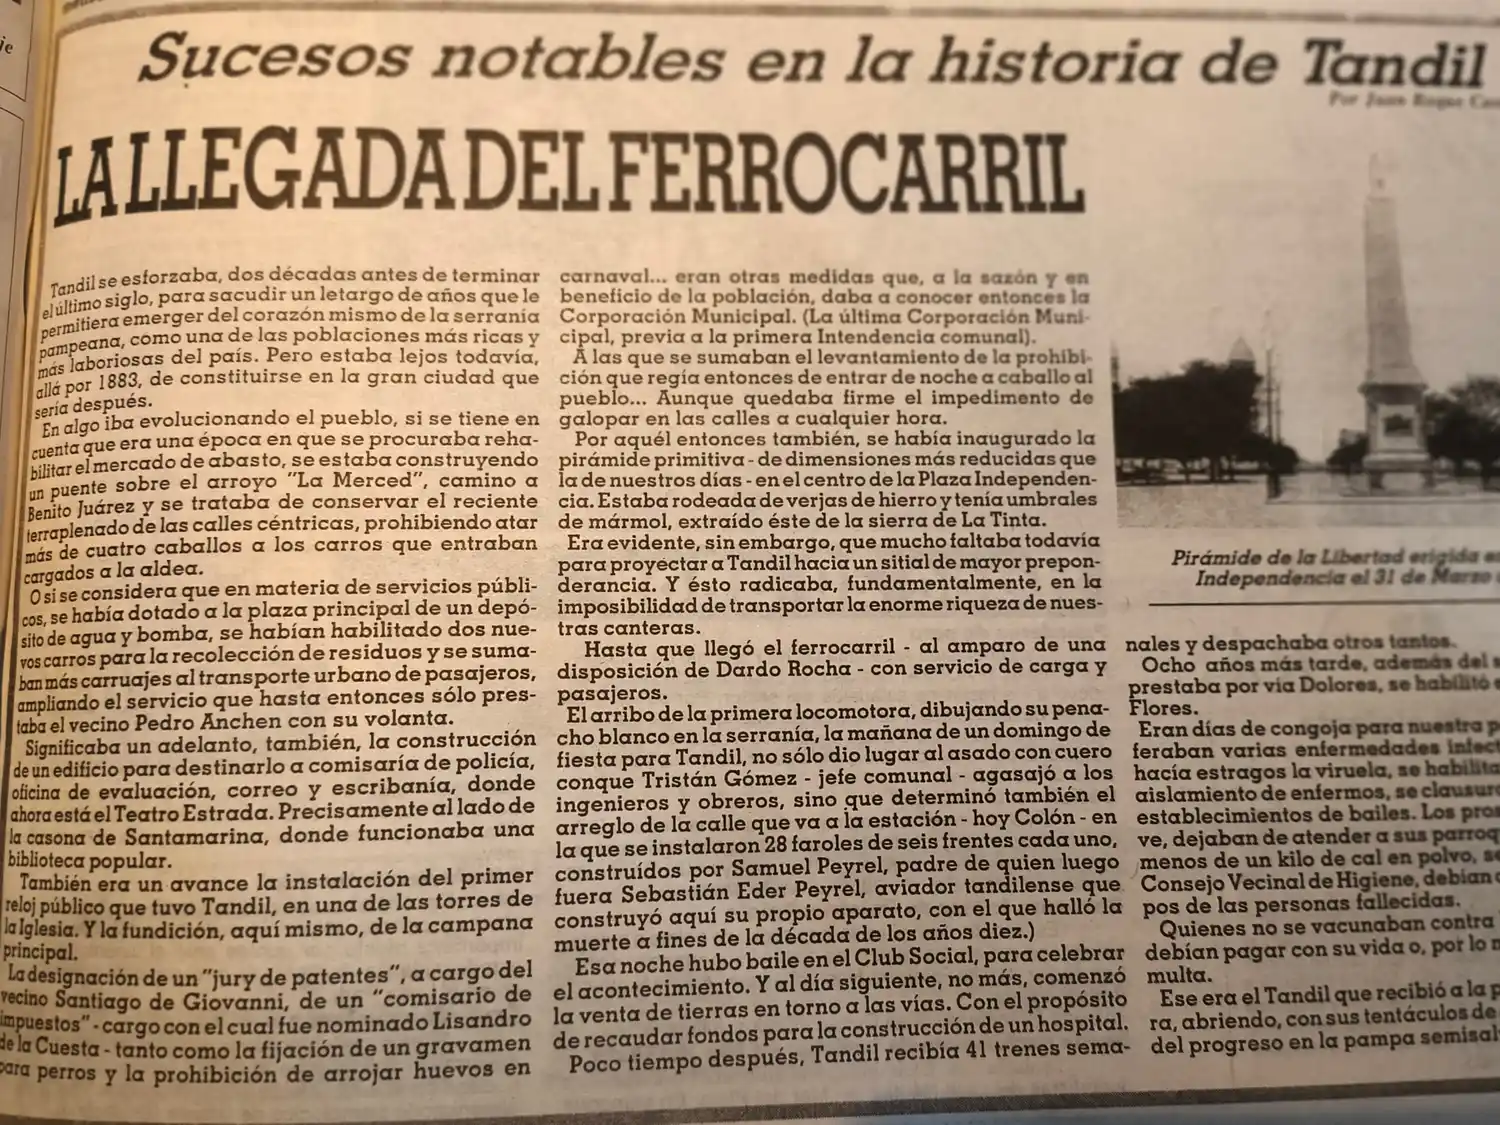 je
Sucesos notables en la historia de Tandil
Por Juan Roque
LA LLEGADA DEL FERROCARRIL
Tandil se esforzaba, dos décadas antes de terminar
el último siglo, para sacudir un letargo de años que le
permitiera emerger del corazón mismo de la serranía
pampeana, como una de las poblaciones más ricas y
más laboriosas del país. Pero estaba lejos todavía,
allá por 1883, de constituirse en la gran ciudad que
sería después.
En algo iba evolucionando el pueblo, si se tiene en
cuenta que era una época en que se procuraba reha-
bilitar el mercado de abasto, se estaba construyendo
un puente sobre el arroyo "La Merced", camino a
Benito Juárez y se trataba de conservar el reciente
terraplenado de las calles céntricas, prohibiendo atar
más de cuatro caballos a los carros que entraban
cargados a la aldea.
O si se considera que en materia de servicios públi-
cos, se había dotado a la plaza principal de un depó-
sito de agua y bomba, se habían habilitado dos nue-
vos carros para la recolección de residuos y se suma-
ban más carruajes al transporte urbano de pasajeros,
ampliando el servicio que hasta entonces sólo pres-
taba el vecino Pedro Anchen con su volanta.
Significaba un adelanto, también, la construcción
de un edificio para destinarlo a comisaría de policía,
oficina de evaluación, correo y escribanía, donde
ahora está el Teatro Estrada. Precisamente al lado de
la casona de Santamarina, donde funcionaba una
biblioteca popular.
También era un avance la instalación del primer
reloj público que tuvo Tandil, en una de las torres de
la Iglesia. Y la fundición, aquí mismo, de la campana
principal.
La designación de un "jury de patentes", a cargo del
vecino Santiago de Giovanni, de un "comisario de
impuestos" - cargo con el cual fue nominado Lisandro
de la Cuesta - tanto como la fijación de un gravamen
para perros y la prohibición de arrojar huevos en
carnaval... eran otras medidas que, a la sazón y en
beneficio de la población, daba a conocer entonces la
Corporación Municipal. (La última Corporación Muni-
cipal, previa a la primera Intendencia comunal).
A las que se sumaban el levantamiento de la prohibi-
ción que regía entonces de entrar de noche a caballo al
pueblo... Aunque quedaba firme el impedimento de
galopar en las calles a cualquier hora.
Por aquél entonces también, se había inaugurado la
pirámide primitiva - de dimensiones más reducidas que
la de nuestros días - en el centro de la Plaza Independen-
cia. Estaba rodeada de verjas de hierro y tenía umbrales
de mármol, extraído éste de la sierra de La Tinta.
Era evidente, sin embargo, que mucho faltaba todavía
para proyectar a Tandil hacia un sitial de mayor prepon-
derancia. Y ésto radicaba, fundamentalmente, en la
imposibilidad de transportar la enorme riqueza de nues-
tras canteras.
Hasta que llegó el ferrocarril - al amparo de una
disposición de Dardo Rocha - con servicio de carga y
pasajeros.
El arribo de la primera locomotora, dibujando su pena-
cho blanco en la serranía, la mañana de un domingo de
fiesta para Tandil, no sólo dio lugar al asado con cuero
conque Tristán Gómez - jefe comunal - agasajó a los
ingenieros y obreros, sino que determinó también el
arreglo de la calle que va a la estación - hoy Colón - en
la que se instalaron 28 faroles de seis frentes cada uno,
construídos por Samuel Peyrel, padre de quien luego
fuera Sebastián Eder Peyrel, aviador tandilense que
construyó aquí su propio aparato, con el que halló la
muerte a fines de la década de los años diez.)
Esa noche hubo baile en el Club Social, para celebrar
el acontecimiento. Y al día siguiente, no más, comenzó
la venta de tierras en torno a las vías. Con el propósito
de recaudar fondos para la construcción de un hospital.
Poco tiempo después, Tandil recibía 41 trenes sema-
Pirámide de la Libertad erigida
Independencia el 31 de Marzo
nales y despachaba otros tantos.
Ocho años más tarde, además del
prestaba por vía Dolores, se habilitó
Flores.
Eran días de congoja para nuestra
feraban varias enfermedades
hacía estragos la viruela, se
aislamiento de enfermos, se
establecimientos de bailes. Los
ve, dejaban de atender a sus
menos de un kilo de cal en polvo,
Consejo Vecinal de Higiene, debían
pos de las personas fallecidas.
Quienes no se vacunaban contra
debían pagar con su vida o, por lo
multa.
Ese era el Tandil que recibió a la
ra, abriendo, con sus tentáculos de
del progreso en la pampa